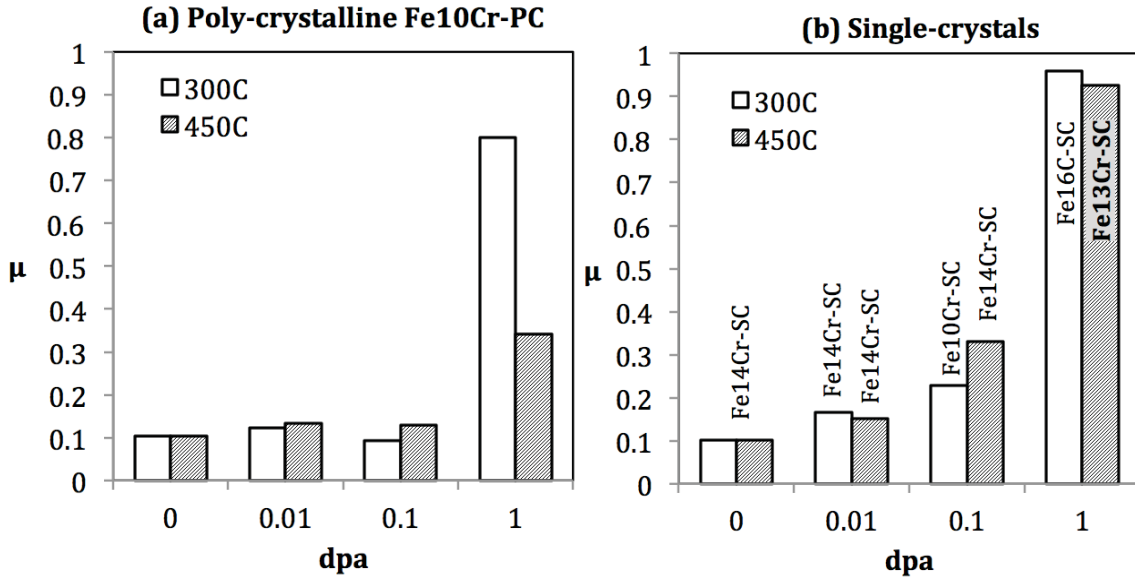 (a) Poly-crystalline Fe10Cr-PC
1
0.9
0.8
0.7
0.6
0.5
0.4
0.3
0.2
0.1
0
μ
300C
450C
0 0.01 0.1 1
dpa
(b) Single-crystals
1
0.9
0.8
0.7
0.6
0.5
0.4
0.3
0.2
0.1
0
μ
300C
450C
Fe14Cr-SC
Fe14Cr-SC
Fe14Cr-SC
Fe10Cr-SC
Fe14Cr-SC
Fe16C-SC
Fe13Cr-SC
0 0.01 0.1 1
dpa